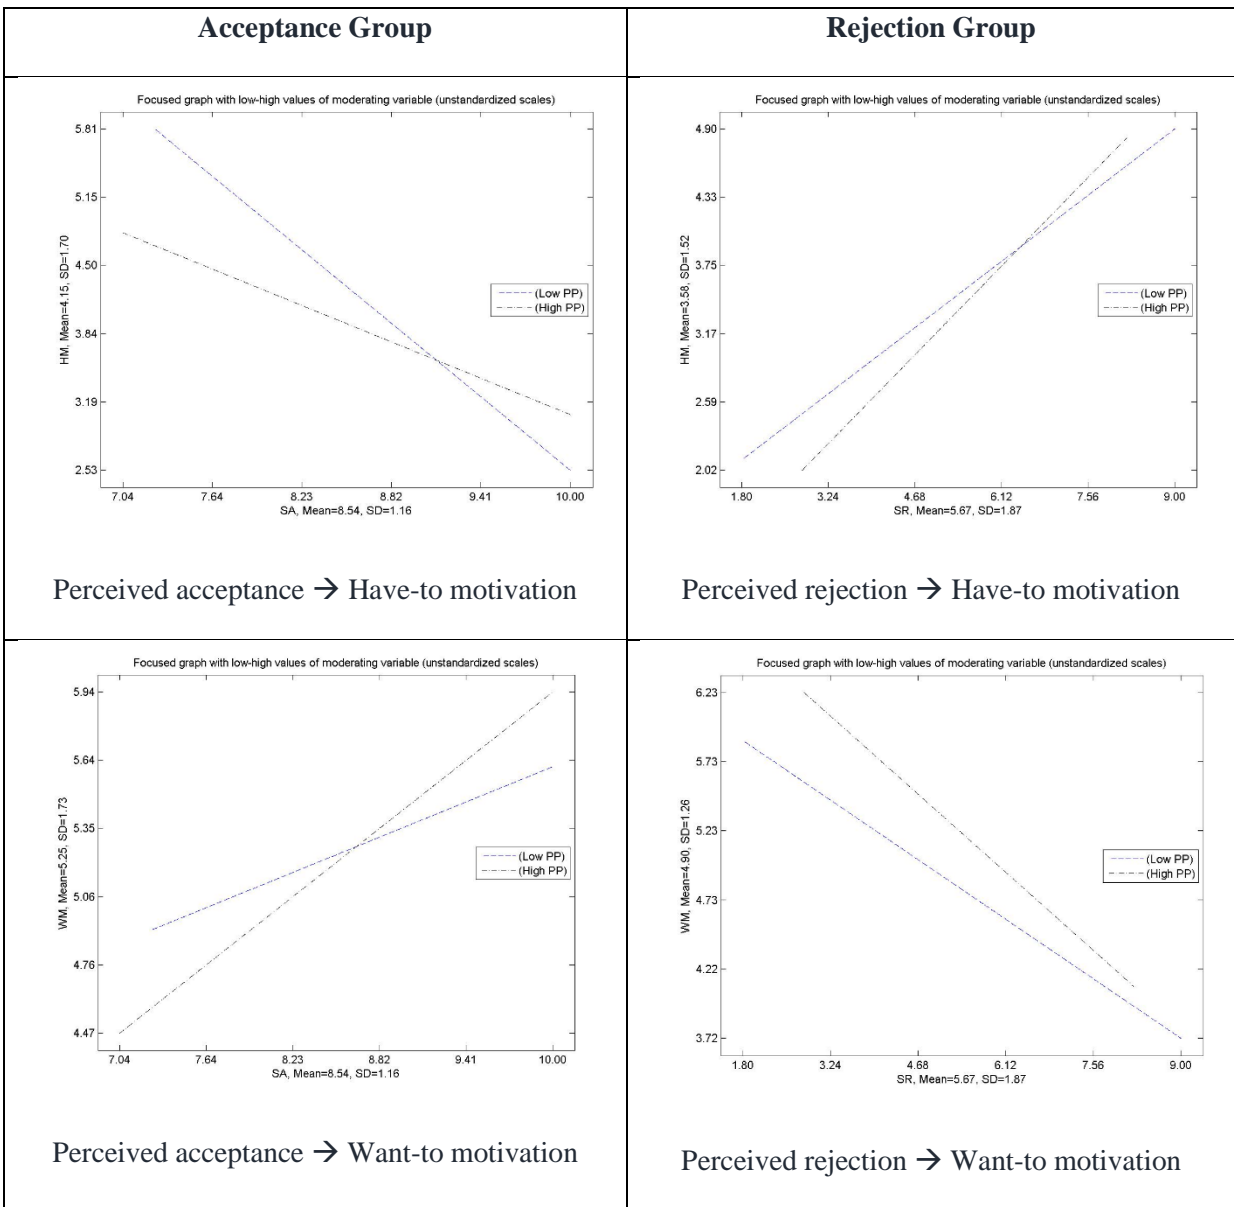 Acceptance Group
Rejection Group
Focused graph with low-high values of moderating variable (unstandardized scales)
5.81
5.15
4.50
3.84
3.19
2.53
HM, Mean=4.15, SD=1.70
(Low PP)
(High PP)
7.04 7.64 8.23 8.82 9.41 10.00
SA, Mean=8.54, SD=1.16
Perceived acceptance → Have-to motivation
Focused graph with low-high values of moderating variable (unstandardized scales)
4.90
4.33
3.75
3.17
2.59
2.02
HM, Mean=3.58, SD=1.52
(Low PP)
(High PP)
1.80 3.24 4.68 6.12 7.56 9.00
SR, Mean=5.67, SD=1.87
Perceived rejection → Have-to motivation
Focused graph with low-high values of moderating variable (unstandardized scales)
5.94
5.64
5.35
5.06
4.76
4.47
WM, Mean=5.25, SD=1.73
(Low PP)
(High PP)
7.04 7.64 8.23 8.82 9.41 10.00
SA, Mean=8.54, SD=1.16
Perceived acceptance → Want-to motivation
Focused graph with low-high values of moderating variable (unstandardized scales)
6.23
5.73
5.23
4.73
4.22
3.72
WM, Mean=4.90, SD=1.26
(Low PP)
(High PP)
1.80 3.24 4.68 6.12 7.56 9.00
SR, Mean=5.67, SD=1.87
Perceived rejection → Want-to motivation